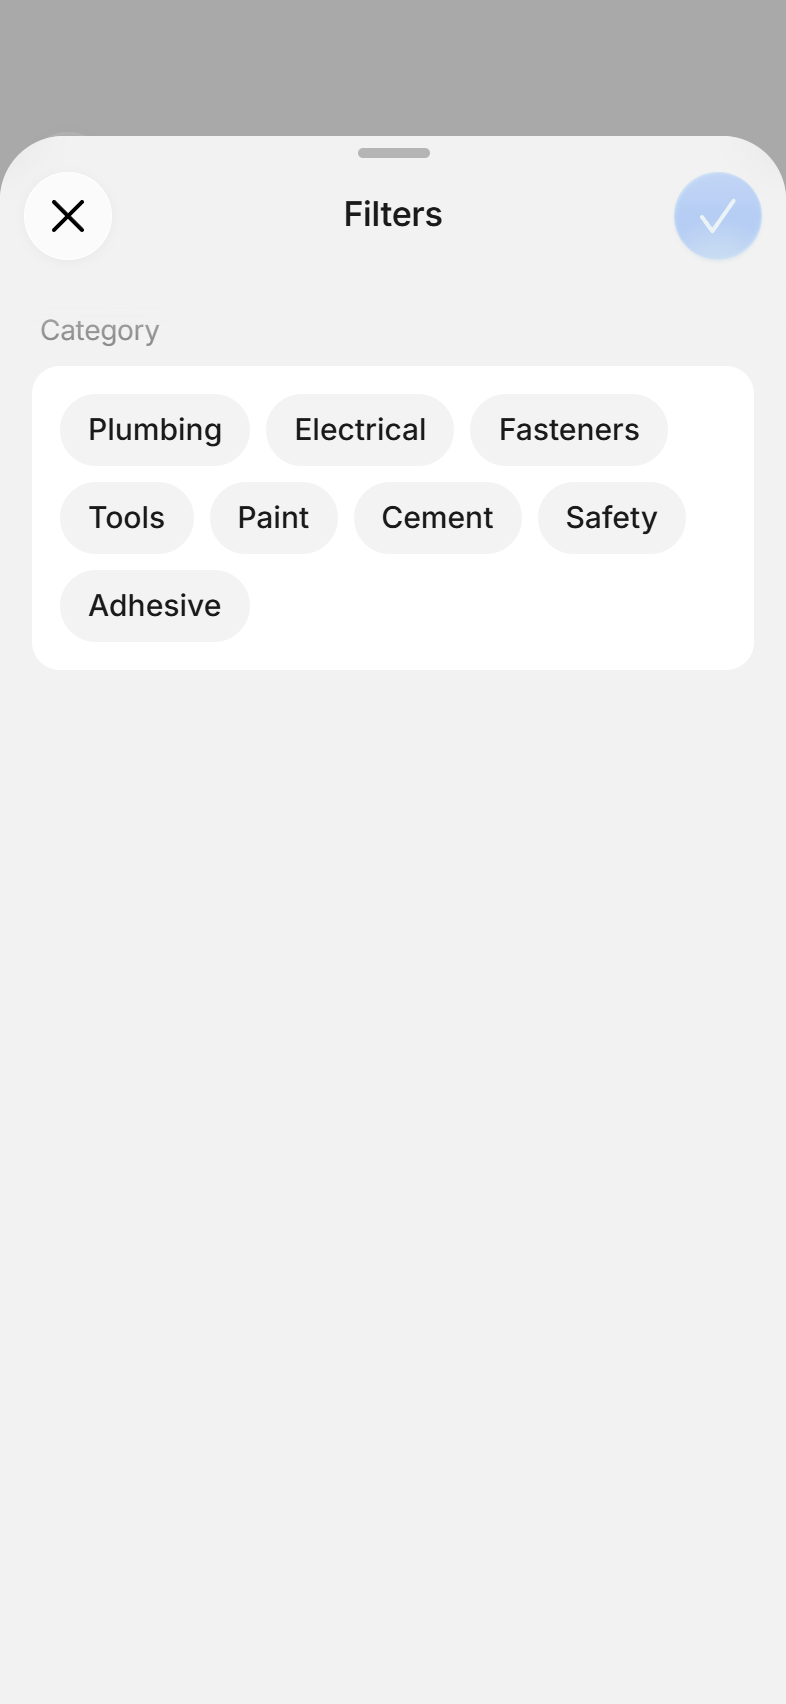 Filters
Category
Plumbing Electrical Fasteners
Tools Paint Cement Safety
Adhesive